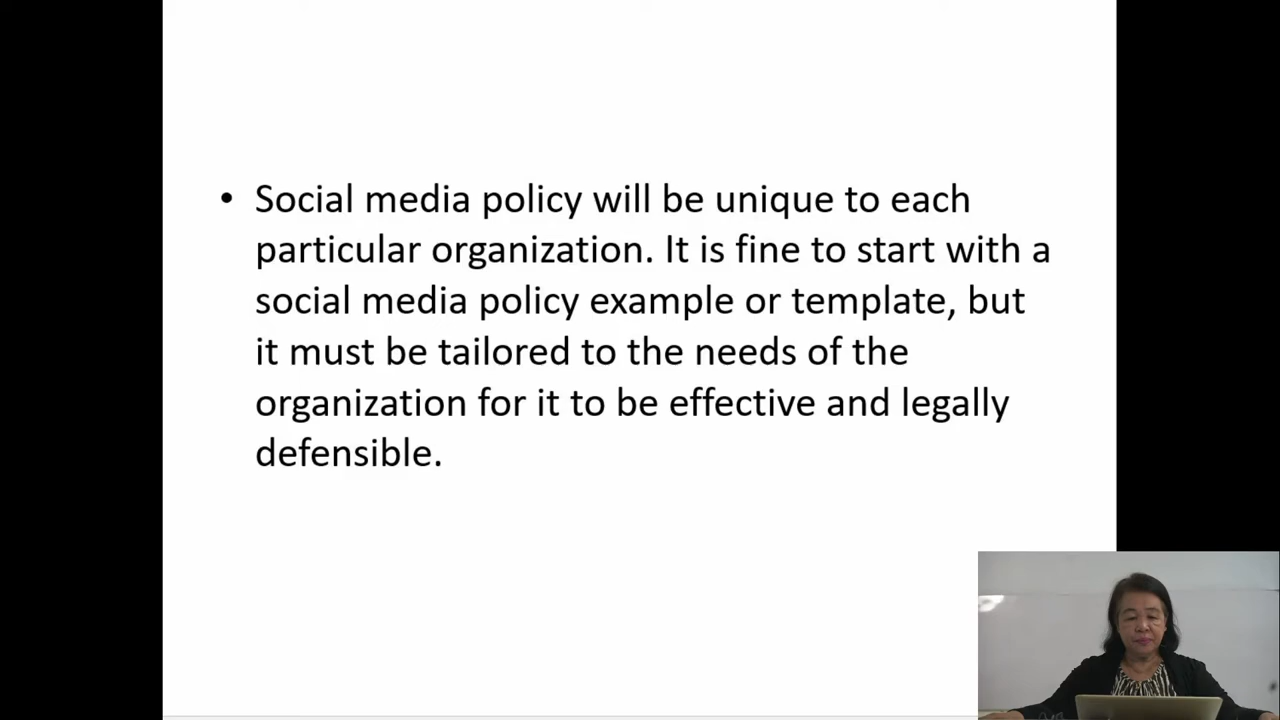 • Social media policy will be unique to each
particular organization. It is fine to start with a
social media policy example or template, but
it must be tailored to the needs of the
organization for it to be effective and legally
defensible.